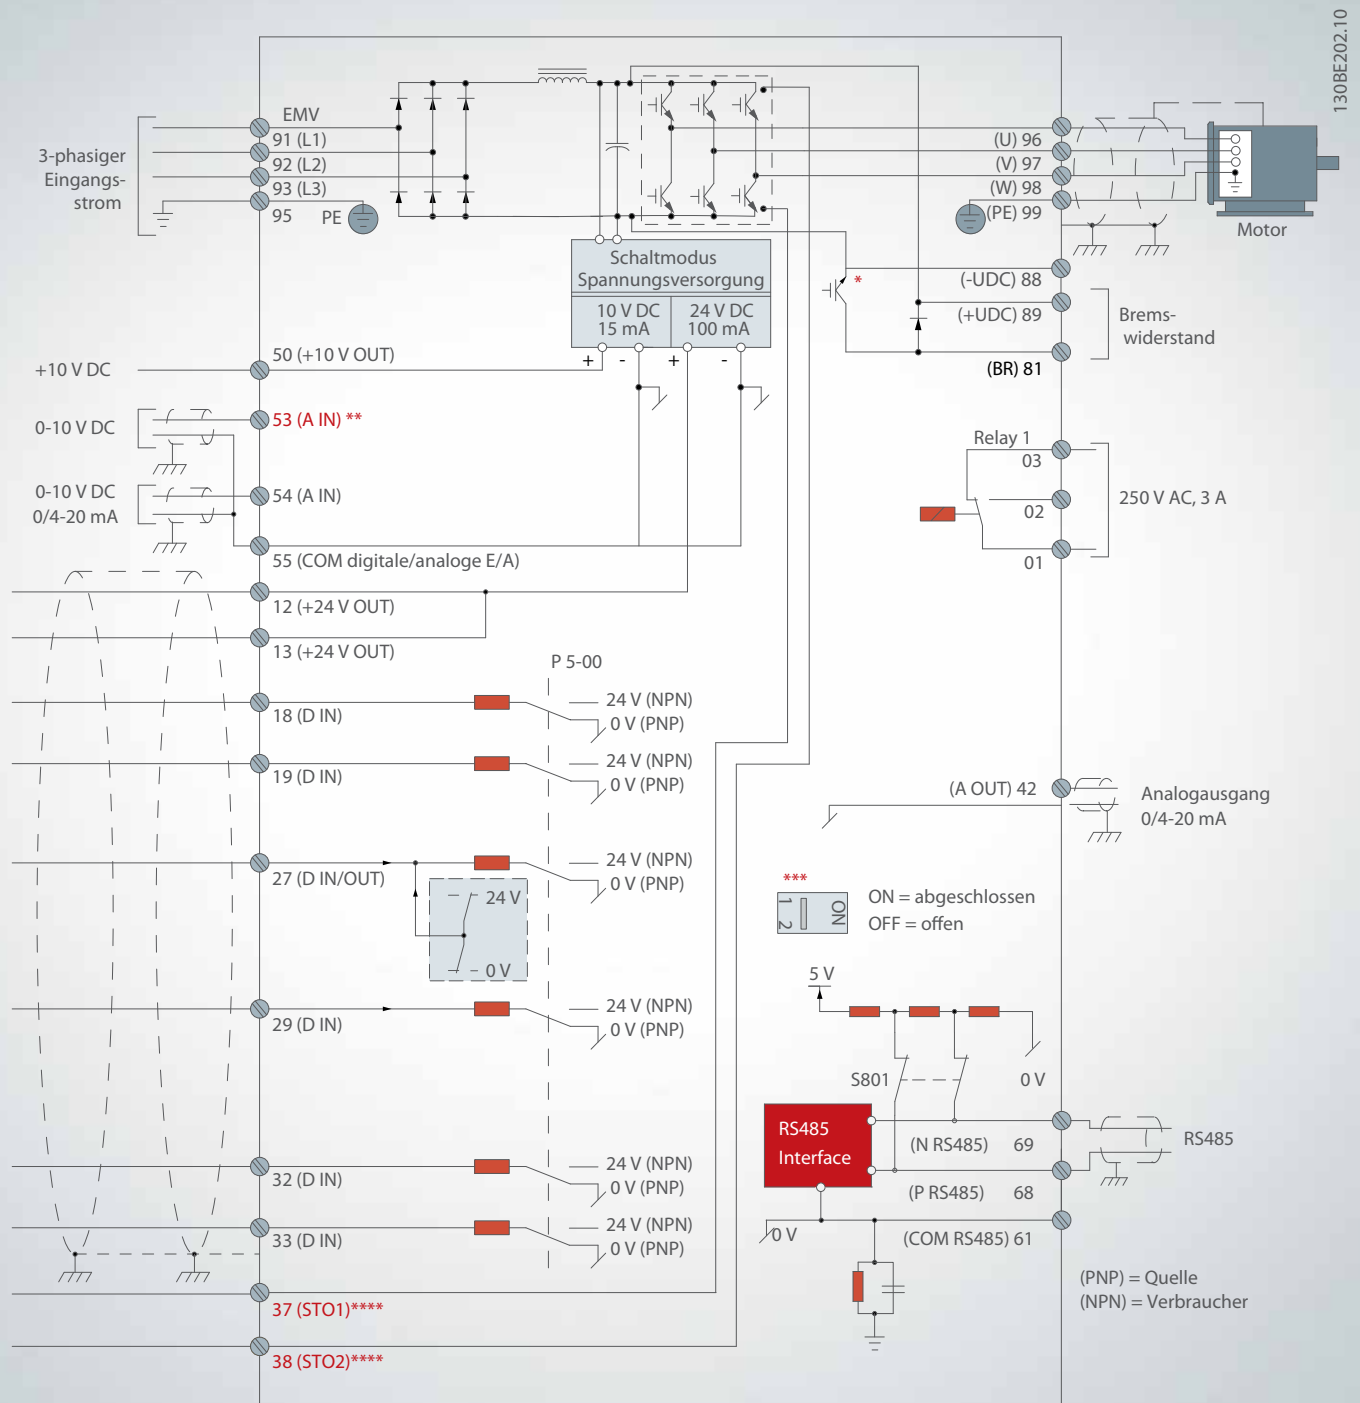 130BE202.10
EMV
91 (L1)
92 (L2)
93 (L3)
95
PE
3-phasiger
Eingangs-
strom
(U) 96
(V) 97
(W) 98
(PE) 99
Motor
Schaltmodus
Spannungsversorgung
10 V DC
15 mA
24 V DC
100 mA
+
-
+
-
*
(-UDC) 88
(+UDC) 89
(BR) 81
Brems-
widerstand
+10 V DC
50 (+10 V OUT)
0-10 V DC
53 (A IN) **
0-10 V DC
0/4-20 mA
54 (A IN)
55 (COM digitale/analoge E/A)
12 (+24 V OUT)
13 (+24 V OUT)
Relay 1
03
02
01
250 V AC, 3 A
P 5-00
18 (D IN)
24 V (NPN)
0 V (PNP)
19 (D IN)
24 V (NPN)
0 V (PNP)
27 (D IN/OUT)
24 V (NPN)
0 V (PNP)
24 V
0 V
29 (D IN)
24 V (NPN)
0 V (PNP)
32 (D IN)
24 V (NPN)
0 V (PNP)
33 (D IN)
24 V (NPN)
0 V (PNP)
37 (STO1)****
38 (STO2)****
(A OUT) 42
Analogausgang
0/4-20 mA
***
1 2
ON
ON = abgeschlossen
OFF = offen
5 V
S801
0 V
RS485
Interface
(N RS485) 69
(P RS485) 68
RS485
0 V
(COM RS485) 61
(PNP) = Quelle
(NPN) = Verbraucher